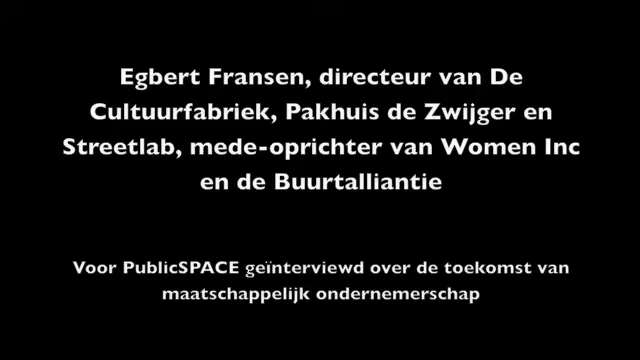 Egbert Fransen, directeur van De
Cultuurfabriek, Pakhuis de Zwijger en
Streetlab, mede-oprichter van Women Inc
en de Buurtalliantie
Voor PublicSPACE geïnterviewd over de toekomst van
maatschappelijk ondernemerschap